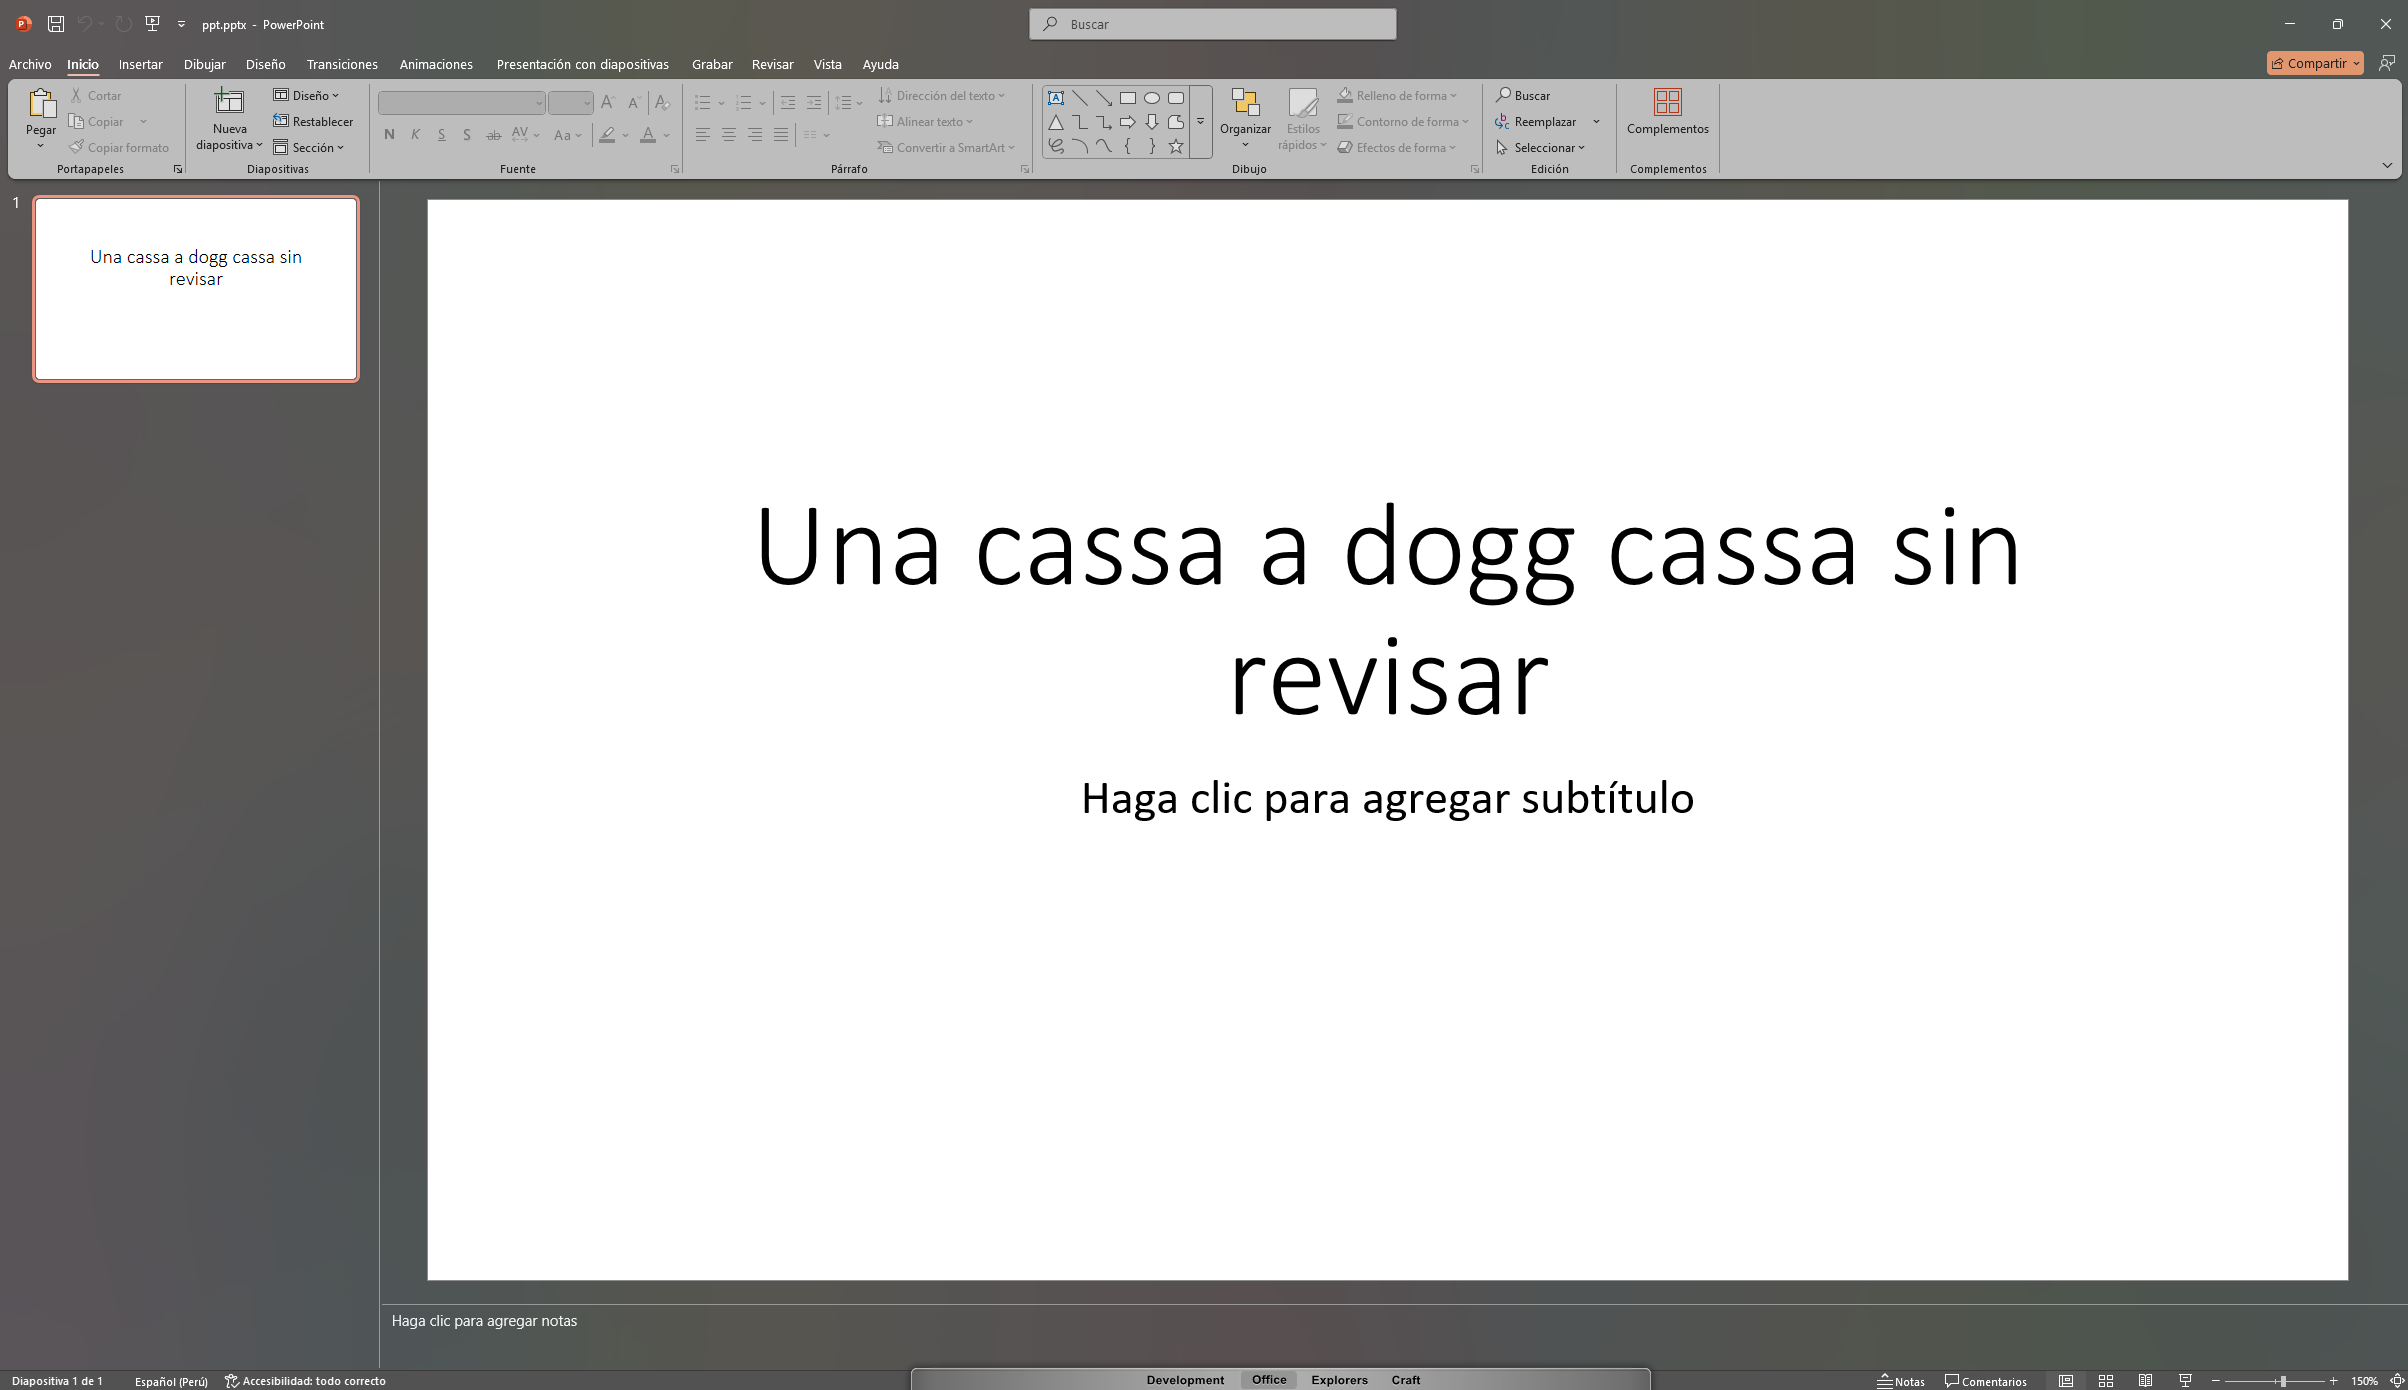 ppt.pptx - PowerPoint
Buscar
Archivo Inicio Insertar Dibujar Diseño Transiciones Animaciones Presentación con diapositivas Grabar Revisar Vista Ayuda
Compartir
Pegar
Cortar
Copiar
Copiar formato
Portapapeles
Nueva diapositiva
Diseño
Restablecer
Sección
Diapositivas
N K S S ab AV Aa A
Fuente
Dirección del texto
Alinear texto
Convertir a SmartArt
Párrafo
Organizar
Estilos rápidos
Relleno de forma
Contorno de forma
Efectos de forma
Dibujo
Buscar
Reemplazar
Seleccionar
Edición
Complementos
Complementos
1
Una cassa a dogg cassa sin
revisar
Una cassa a dogg cassa sin
revisar
Haga clic para agregar subtítulo
Haga clic para agregar notas
Diapositiva 1 de 1 Español (Perú) Accesibilidad: todo correcto
Development Office Explorers Craft
Notas Comentarios 150%